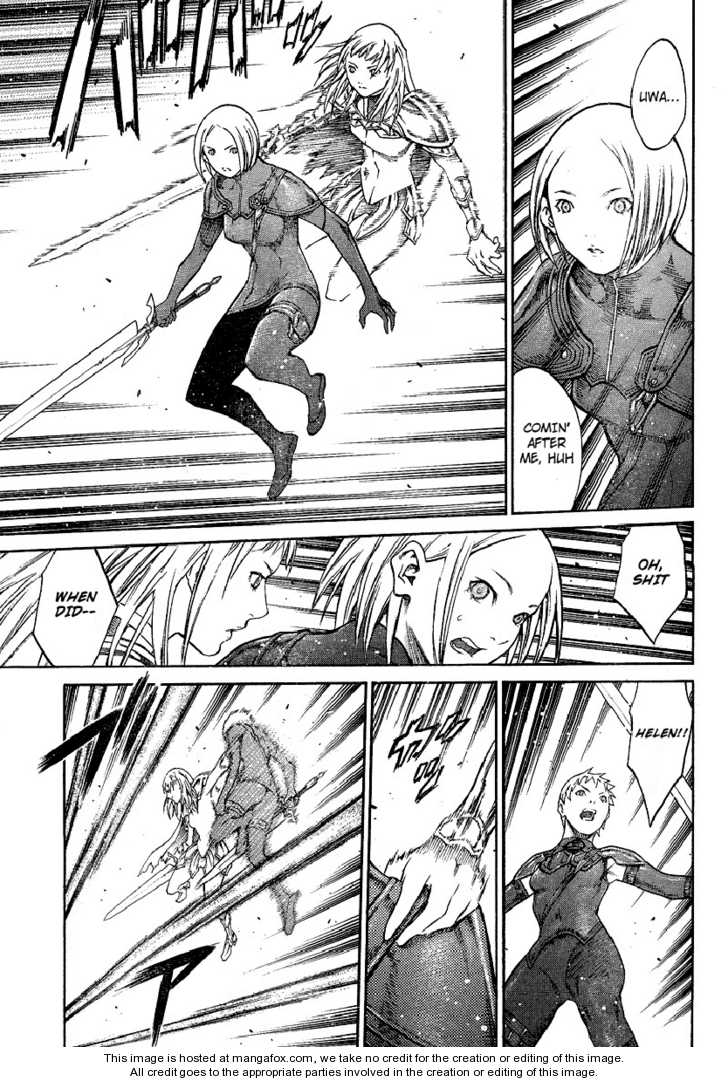 UWA...
COMIN'
AFTER
ME, HUH
OH,
SHIT
WHEN
DID--
HELEN!!
This image is hosted at mangafox.com, we take no credit for the creation or editing of this image.
All credit goes to the appropriate parties involved in the creation or editing of this image.